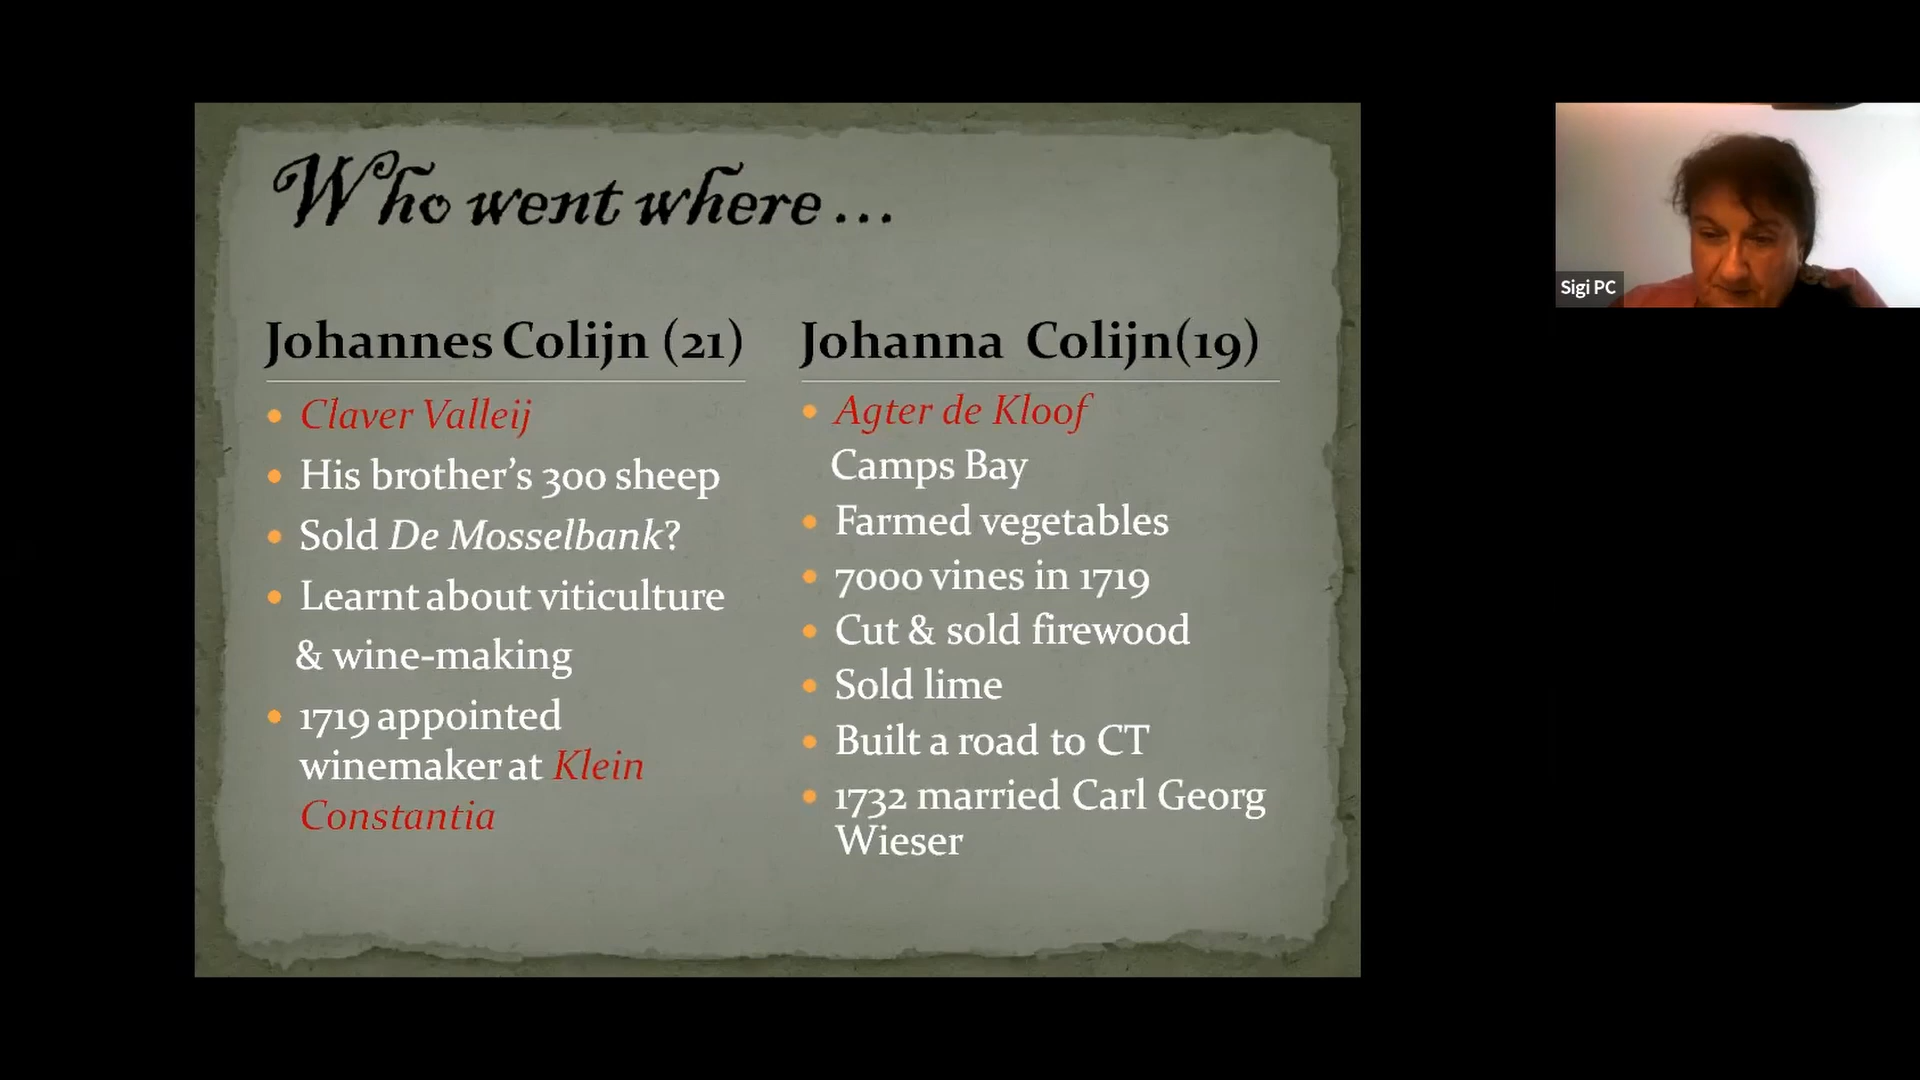 Who went where ...
Johannes Colijn (21)
• Claver Valleij
• His brother's 300 sheep
• Sold De Mosselbank?
• Learnt about viticulture
& wine-making
• 1719 appointed
winemaker at Klein
Constantia
Johanna Colijn(19)
• Agter de Kloof
Camps Bay
• Farmed vegetables
• 7000 vines in 1719
• Cut & sold firewood
• Sold lime
• Built a road to CT
• 1732 married Carl Georg
Wieser
Sigi PC